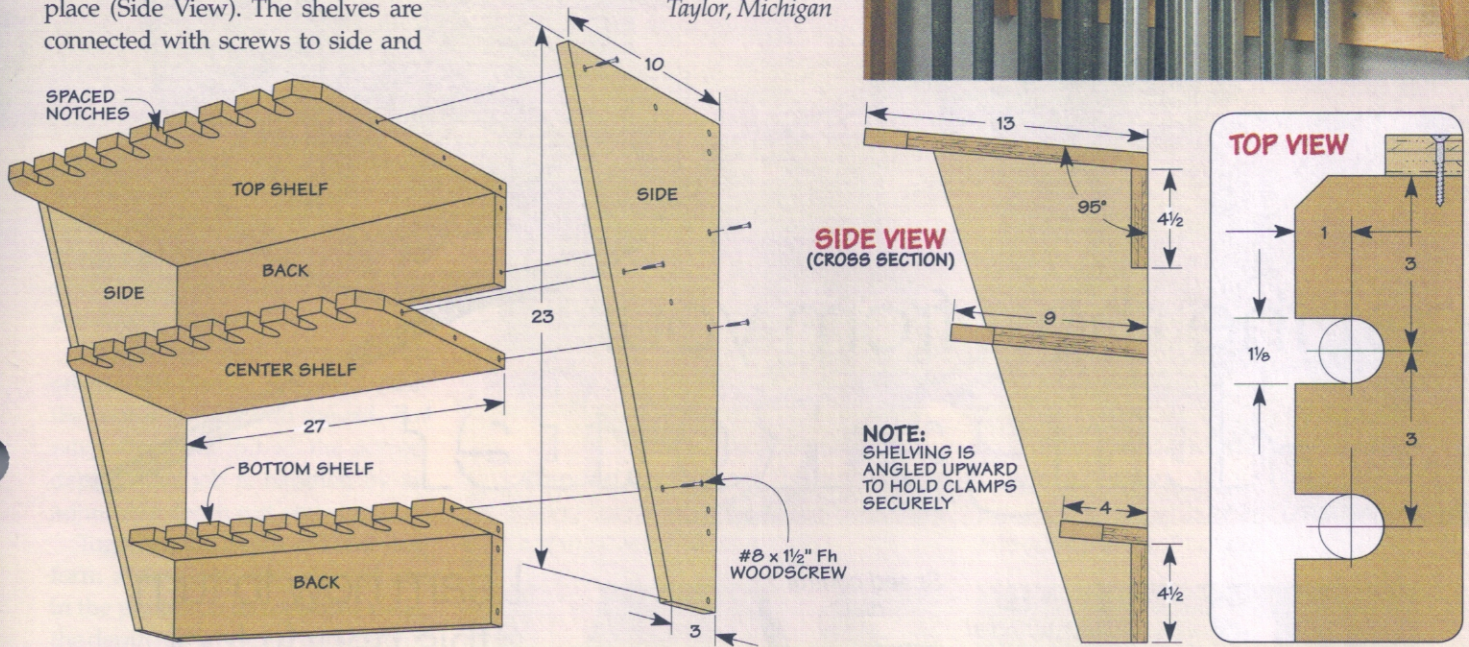 place (Side View). The shelves are
connected with screws to side and
Taylor, Michigan
SPACED
NOTCHES
TOP SHELF
BACK
SIDE
CENTER SHELF
27
BOTTOM SHELF
BACK
10
SIDE
23
#8 x 1½" Fh
WOODSCREW
3
13
95°
4½
SIDE VIEW
(CROSS SECTION)
9
NOTE:
SHELVING IS
ANGLED UPWARD
TO HOLD CLAMPS
SECURELY
4
4½
TOP VIEW
1
3
1⅛
3